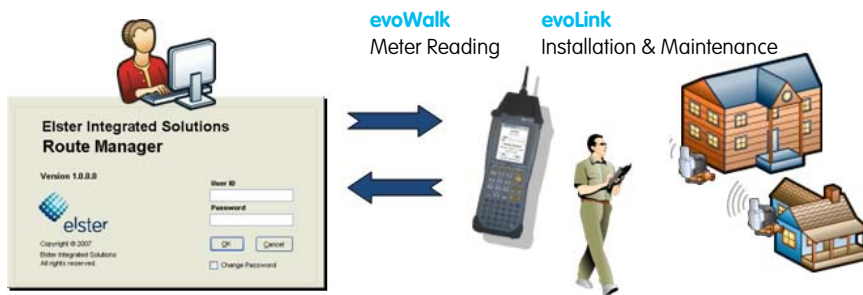 evoWalk
Meter Reading
evoLink
Installation & Maintenance
Elster Integrated Solutions
Route Manager
Version 1.0.0.0
elster
Copyright © 2007
Elster Integrated Solutions
All rights reserved.
User ID
Password
OK
Cancel
Change Password